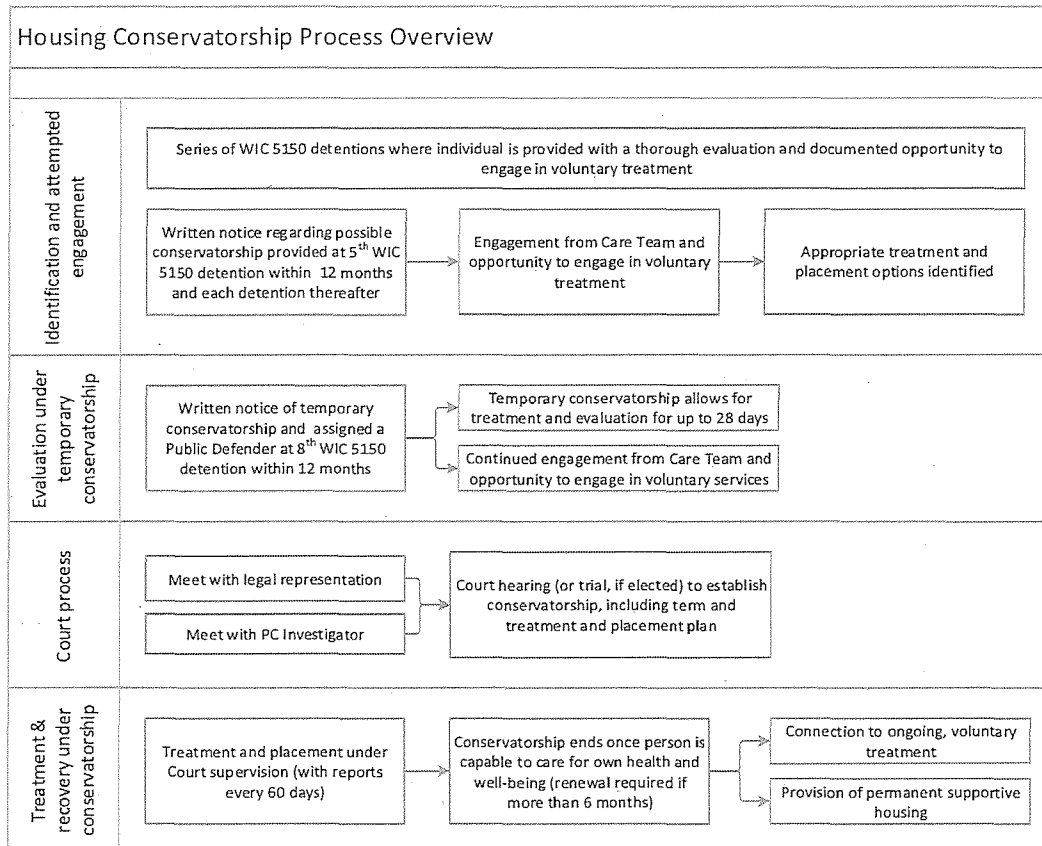 Housing Conservatorship Process Overview
Identification and attempted
engagement
Series of WIC 5150 detentions where individual is provided with a thorough evaluation and documented opportunity to
engage in voluntary treatment
Written notice regarding possible
conservatorship provided at 5th WIC
5150 detention within 12 months
and each detention thereafter
Engagement from Care Team and
opportunity to engage in voluntary
treatment
Appropriate treatment and
placement options identified
Evaluation under
temporary
conservatorship
Written notice of temporary
conservatorship and assigned a
Public Defender at 8th WIC 5150
detention within 12 months
Temporary conservatorship allows for
treatment and evaluation for up to 28 days
Continued engagement from Care Team and
opportunity to engage in voluntary services
Court process
Meet with legal representation
Meet with PC Investigator
Court hearing (or trial, if elected) to establish
conservatorship, including term and
treatment and placement plan
Treatment &
recovery under
conservatorship
Treatment and placement under
Court supervision (with reports
every 60 days)
Conservatorship ends once person is
capable to care for own health and
well-being (renewal required if
more than 6 months)
Connection to ongoing, voluntary
treatment
Provision of permanent supportive
housing